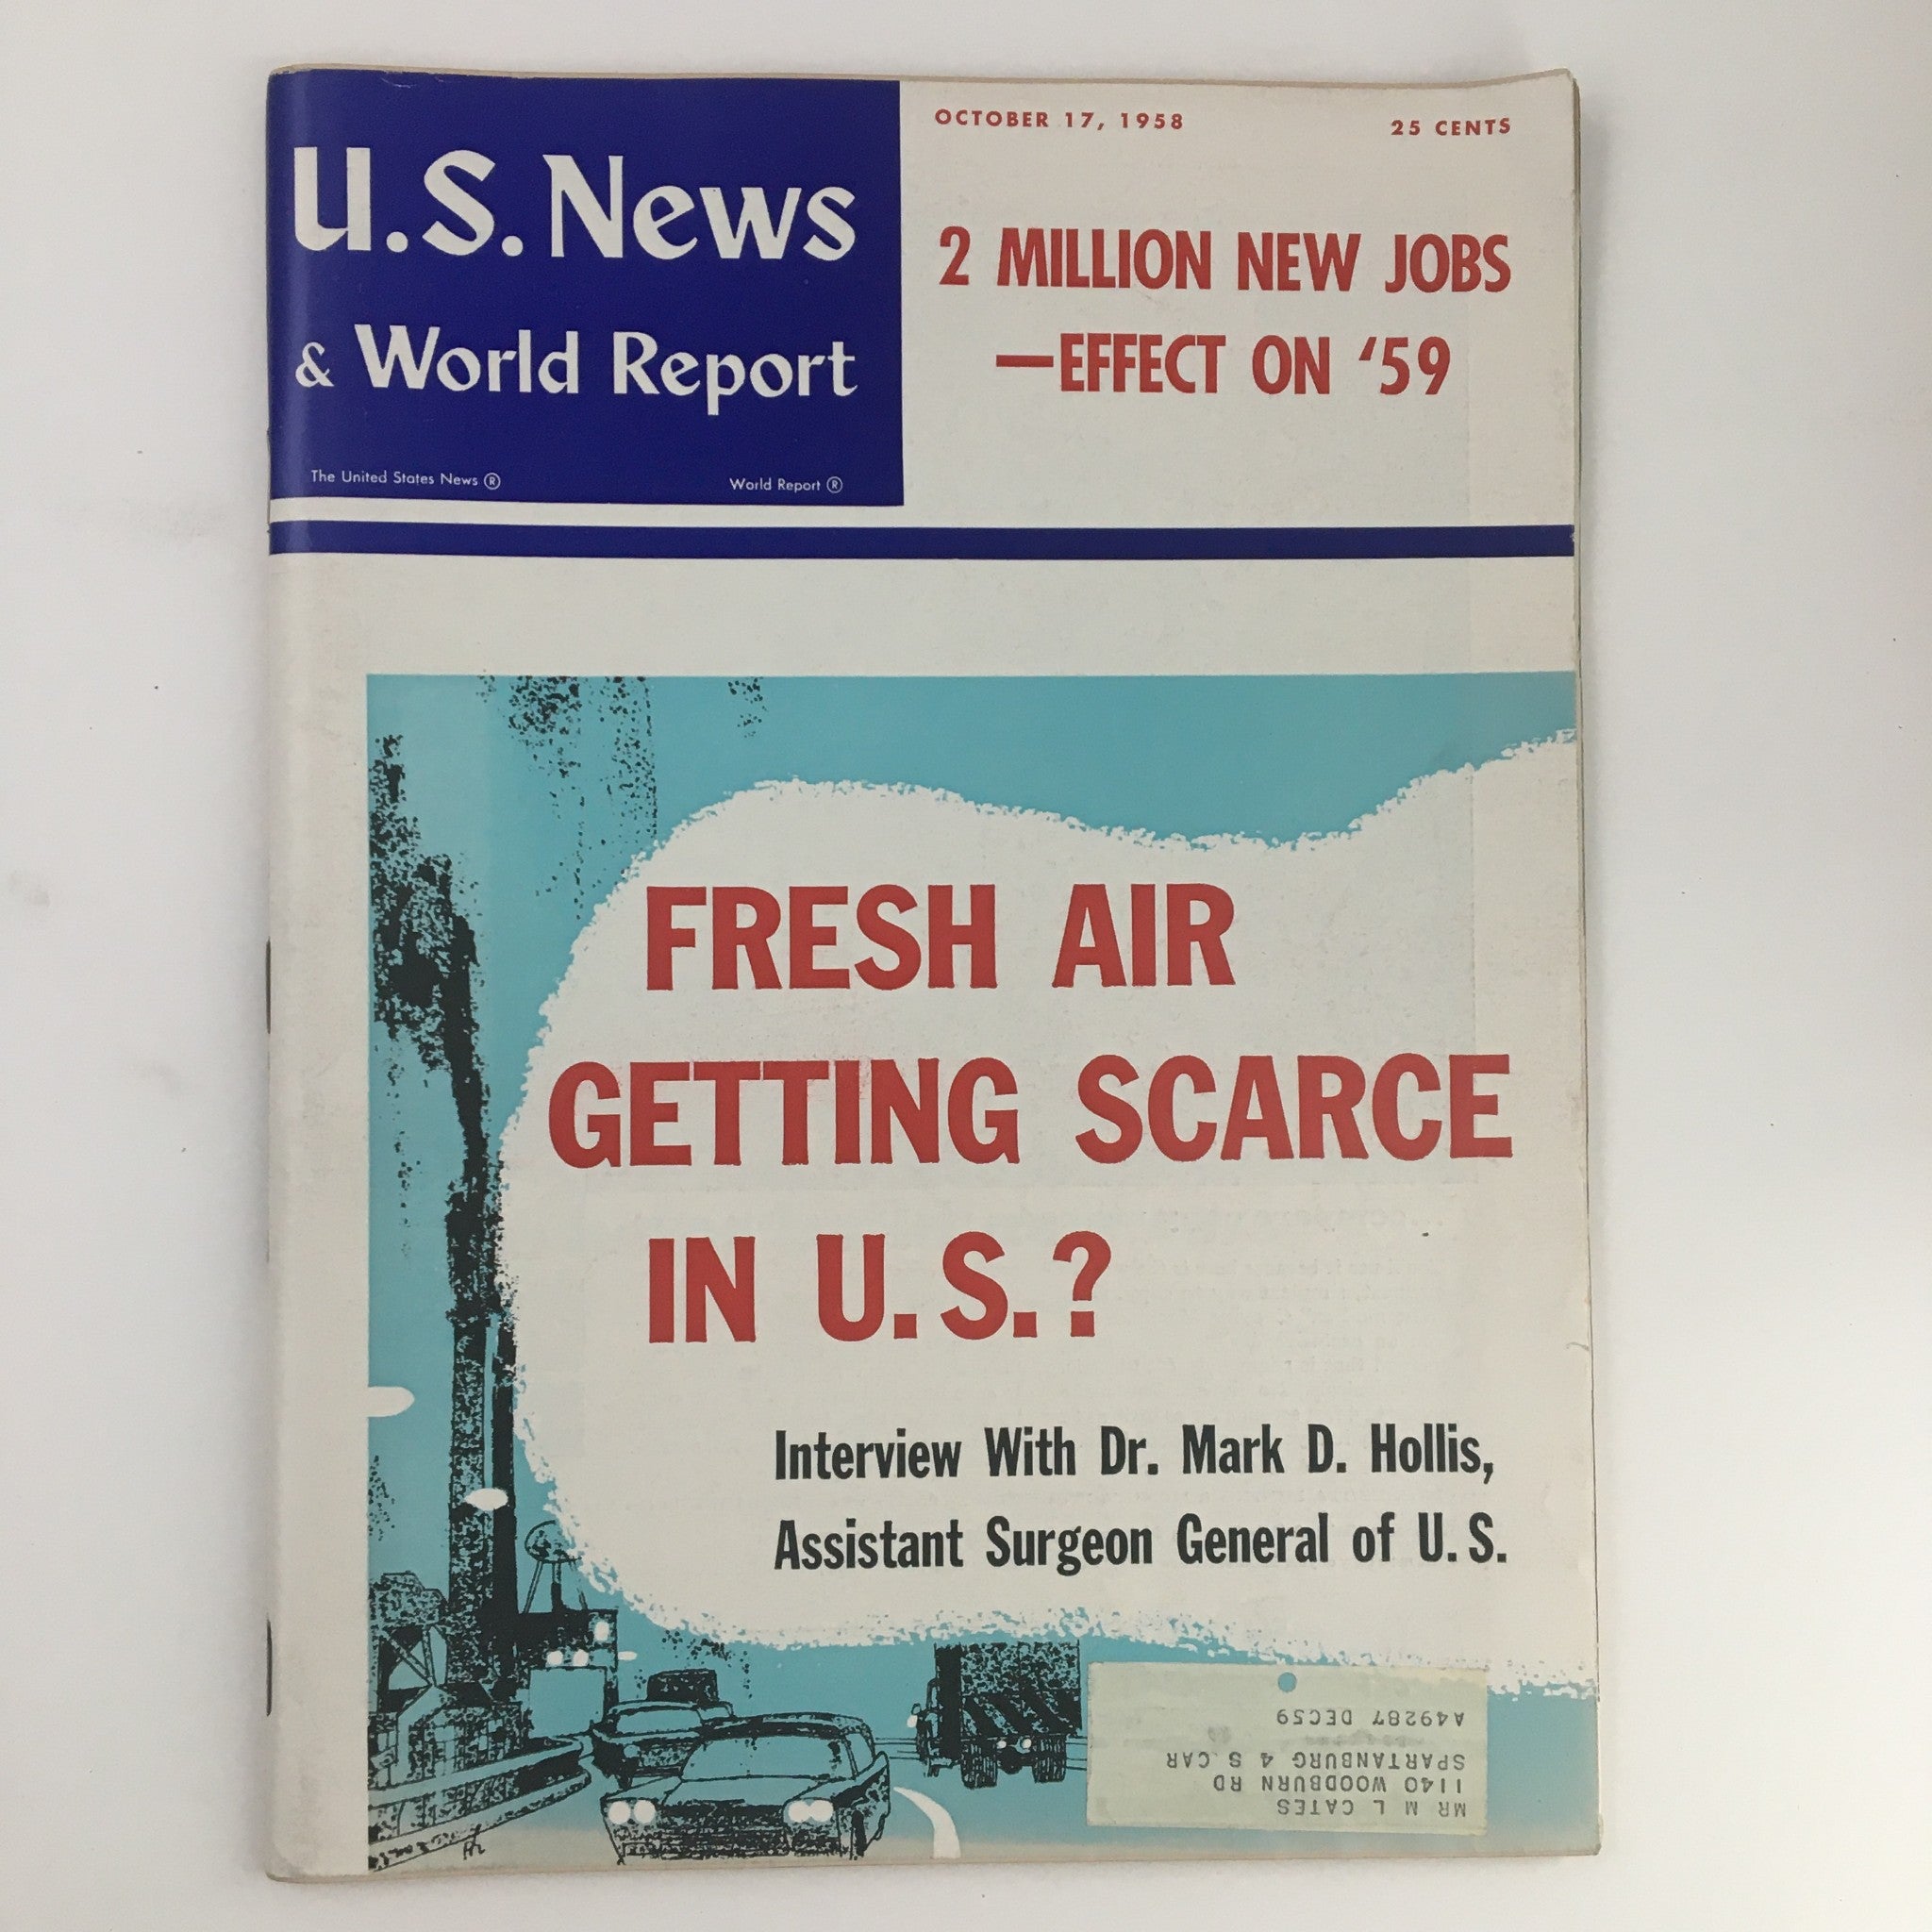 OCTOBER 17, 1958
25 CENTS
U.S. News
& World Report
The United States News ®
World Report ®
2 MILLION NEW JOBS
—EFFECT ON '59
FRESH AIR
GETTING SCARCE
IN U.S.?
Interview With Dr. Mark D. Hollis,
Assistant Surgeon General of U.S.
MR M L CATES
1140 WOODBURN RD
SPARTANBURG 4 S CAR
A49287 DEC59